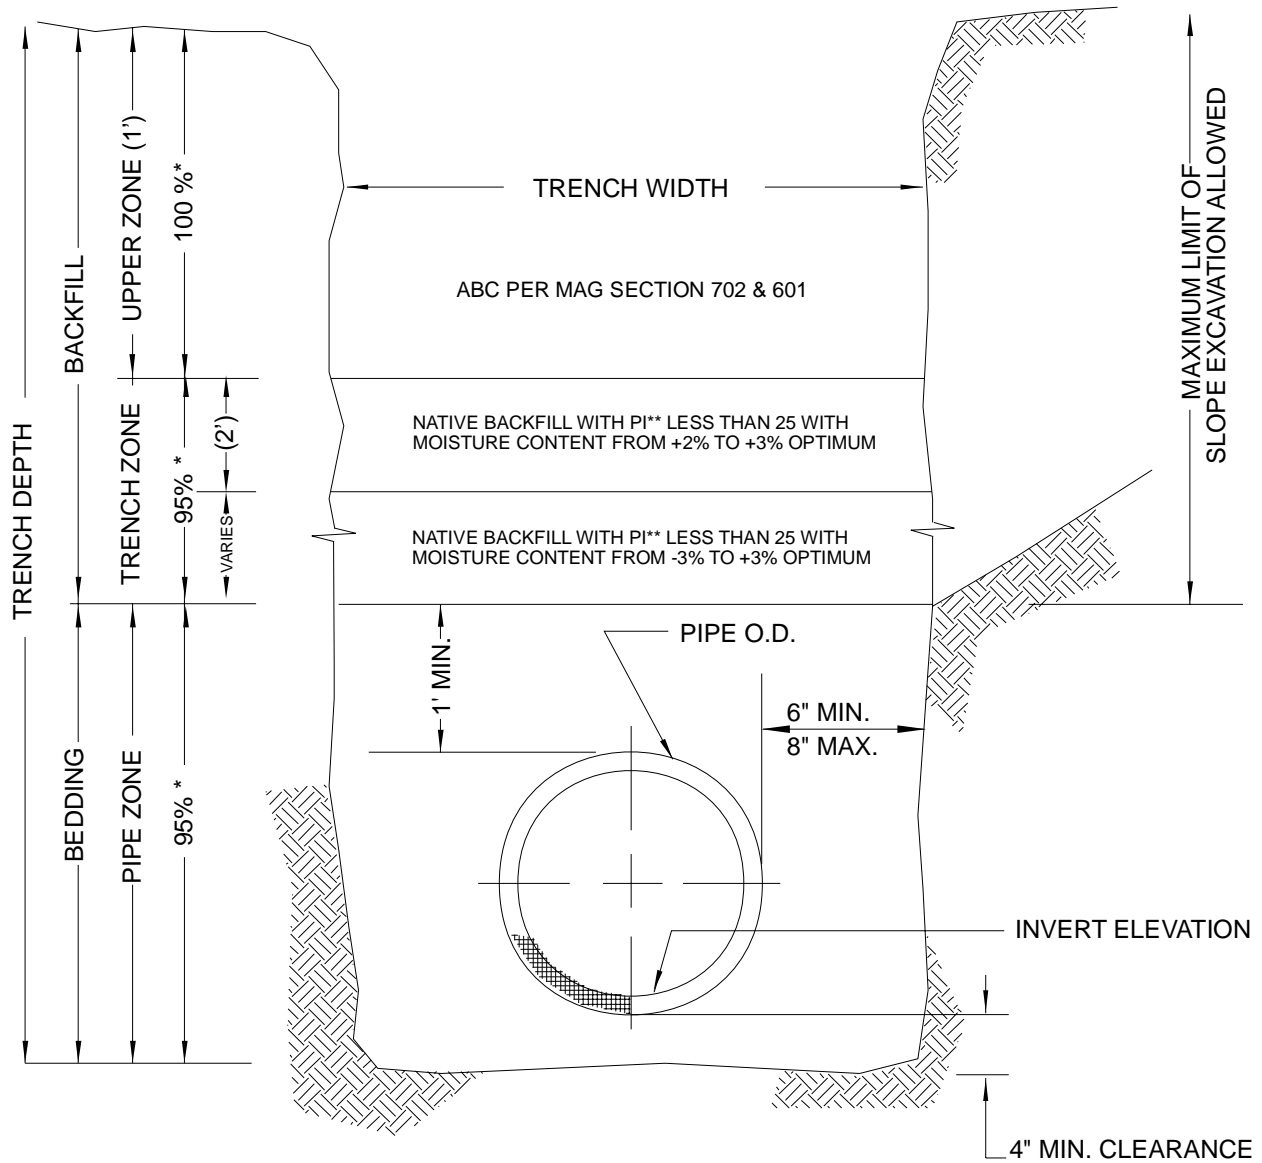 TRENCH DEPTH
BACKFILL
UPPER ZONE (1')
100 %*
TRENCH WIDTH
ABC PER MAG SECTION 702 & 601
MAXIMUM LIMIT OF
SLOPE EXCAVATION ALLOWED
TRENCH ZONE
95% *
(2')
NATIVE BACKFILL WITH PI** LESS THAN 25 WITH
MOISTURE CONTENT FROM +2% TO +3% OPTIMUM
VARIES
NATIVE BACKFILL WITH PI** LESS THAN 25 WITH
MOISTURE CONTENT FROM -3% TO +3% OPTIMUM
BEDDING
PIPE ZONE
95% *
1' MIN.
PIPE O.D.
6" MIN.
8" MAX.
INVERT ELEVATION
4" MIN. CLEARANCE